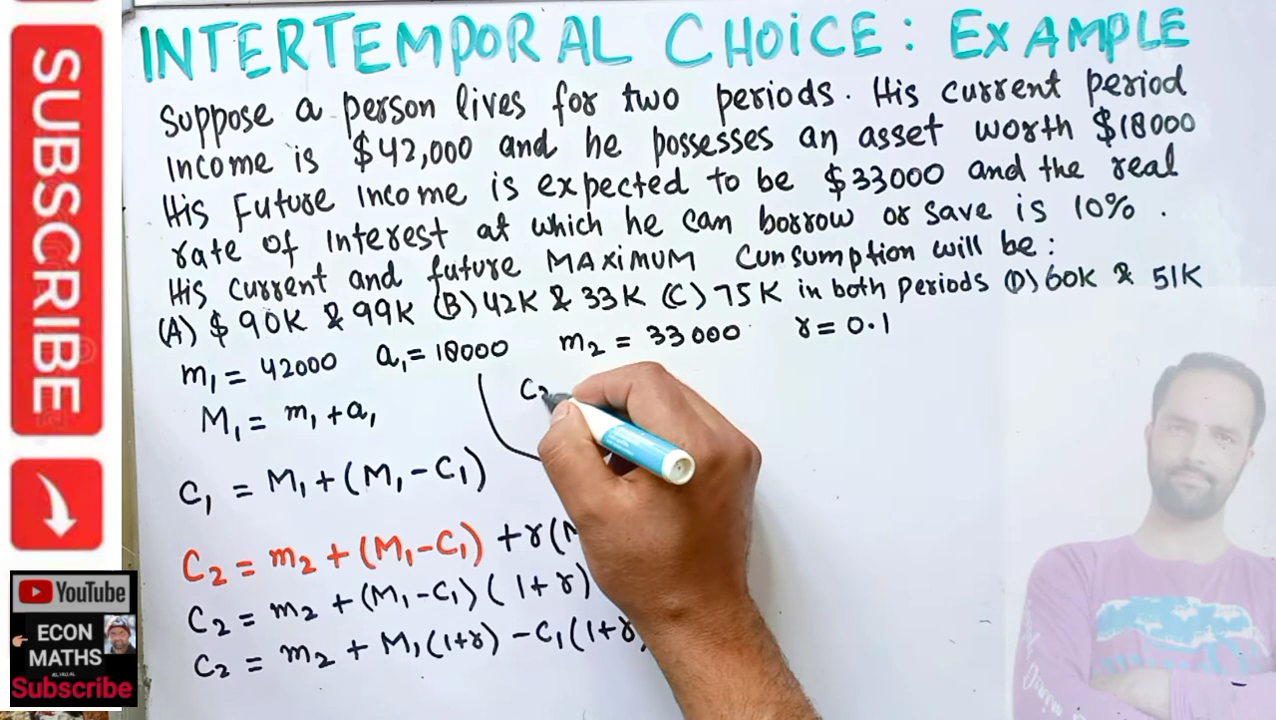 INTERTEMPORAL CHOICE: EXAMPLE
Suppose a person lives for two periods. His current period
income is $42,000 and he possesses an asset worth $18000
His Future Income is expected to be $33000 and the real
rate of Interest at which he can borrow or save is 10%.
His current and future MAXIMUM Consumption will be:
(A) $90K & 99K (B) 42K & 33K (C) 75K in both Periods (D) 60K & 51K
m₁ = 42000 a₁ = 18000 m₂ = 33000 r = 0.1
M₁ = m₁ + a₁
C₂
C₁ = M₁ + (M₁ - C₁)
C₂ = m₂ + (M₁ - C₁) + r(M
C₂ = m₂ + (M₁ - C₁)(1 + r)
C₂ = m₂ + M₁(1+r) - C₁(1+r)
SUBSCRIBE
YouTube
ECON
MATHS
Subscribe